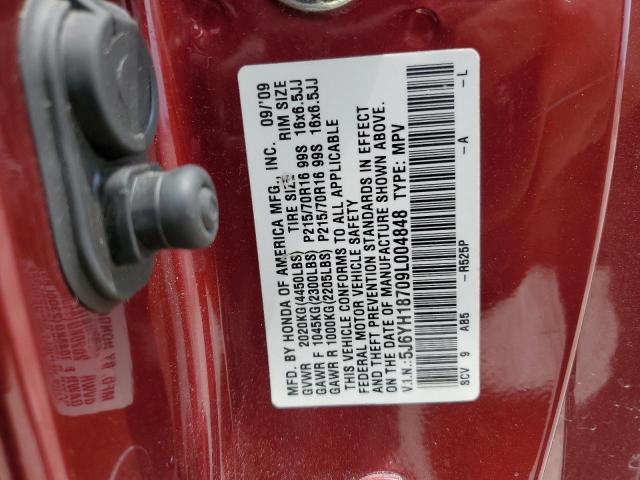 MFD. BY HONDA OF AMERICA MFG., INC. 09/'09
GVWR 2020KG(4450LBS) TIRE SIZE RIM SIZE
GAWR F 1045KG(2300LBS) P215/70R16 99S 16x6.5JJ
GAWR R 1000KG(2205LBS) P215/70R16 99S 16x6.5JJ
THIS VEHICLE CONFORMS TO ALL APPLICABLE
FEDERAL MOTOR VEHICLE SAFETY
AND THEFT PREVENTION STANDARDS IN EFFECT
ON THE DATE OF MANUFACTURE SHOWN ABOVE.
V.I.N.:5J6YH18709L004848 TYPE: MPV
SCV 9 AB5 -R525P -A -L